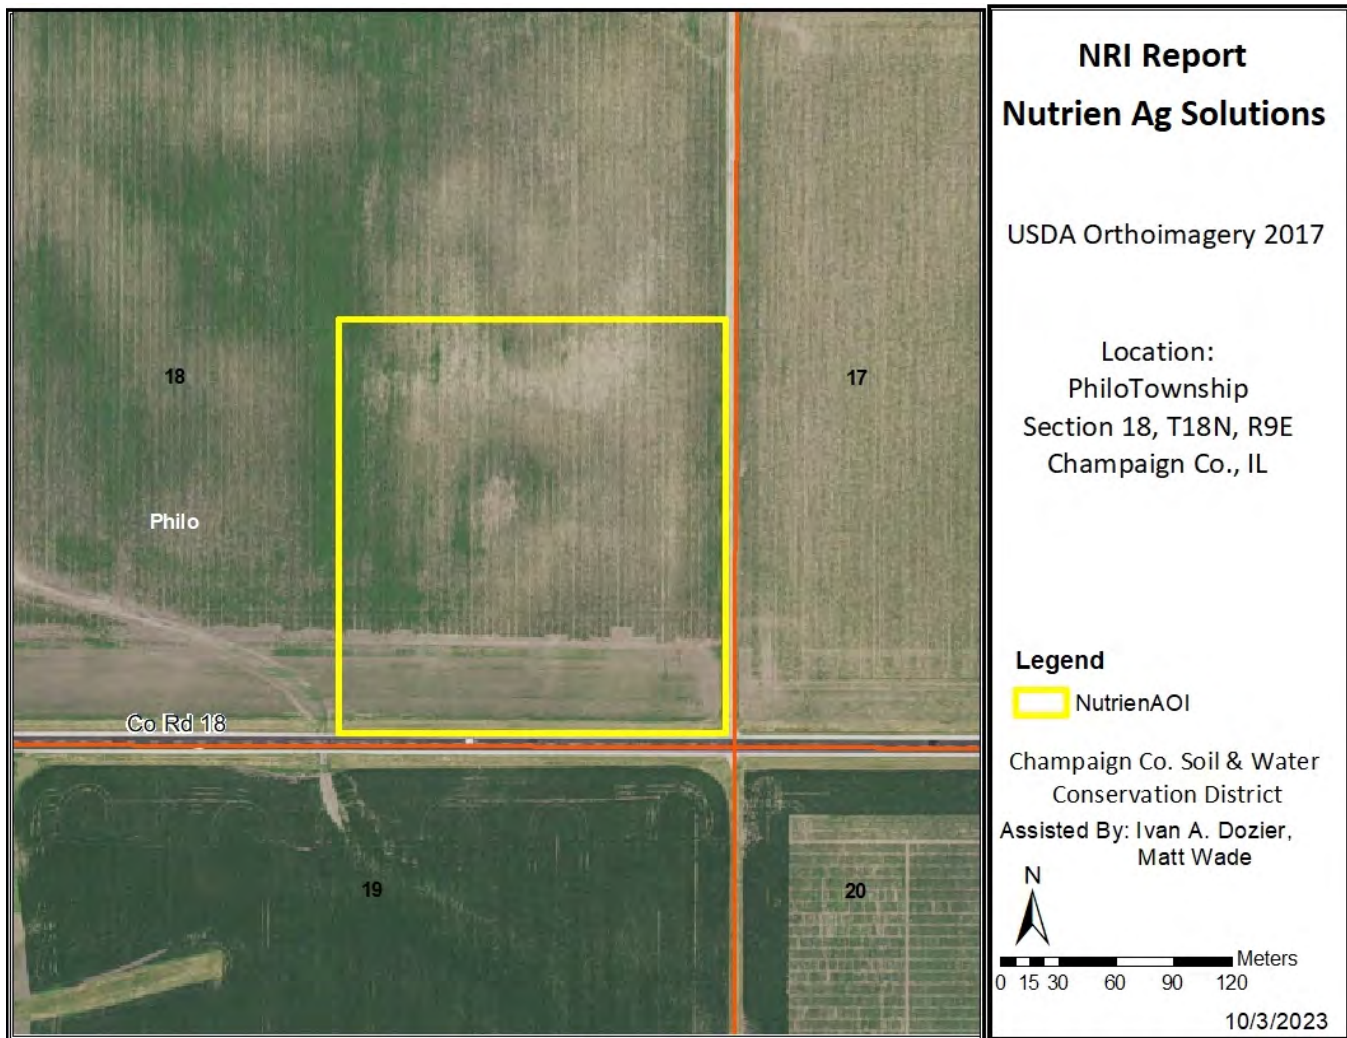 NRI Report
Nutrien Ag Solutions
USDA Orthoimagery 2017
Location:
PhiloTownship
Section 18, T18N, R9E
Champaign Co., IL
18
17
Philo
Co Rd 18
19
20
Legend
NutrienAOI
Champaign Co. Soil & Water
Conservation District
Assisted By: Ivan A. Dozier,
Matt Wade
N
Meters
0 15 30 60 90 120
10/3/2023